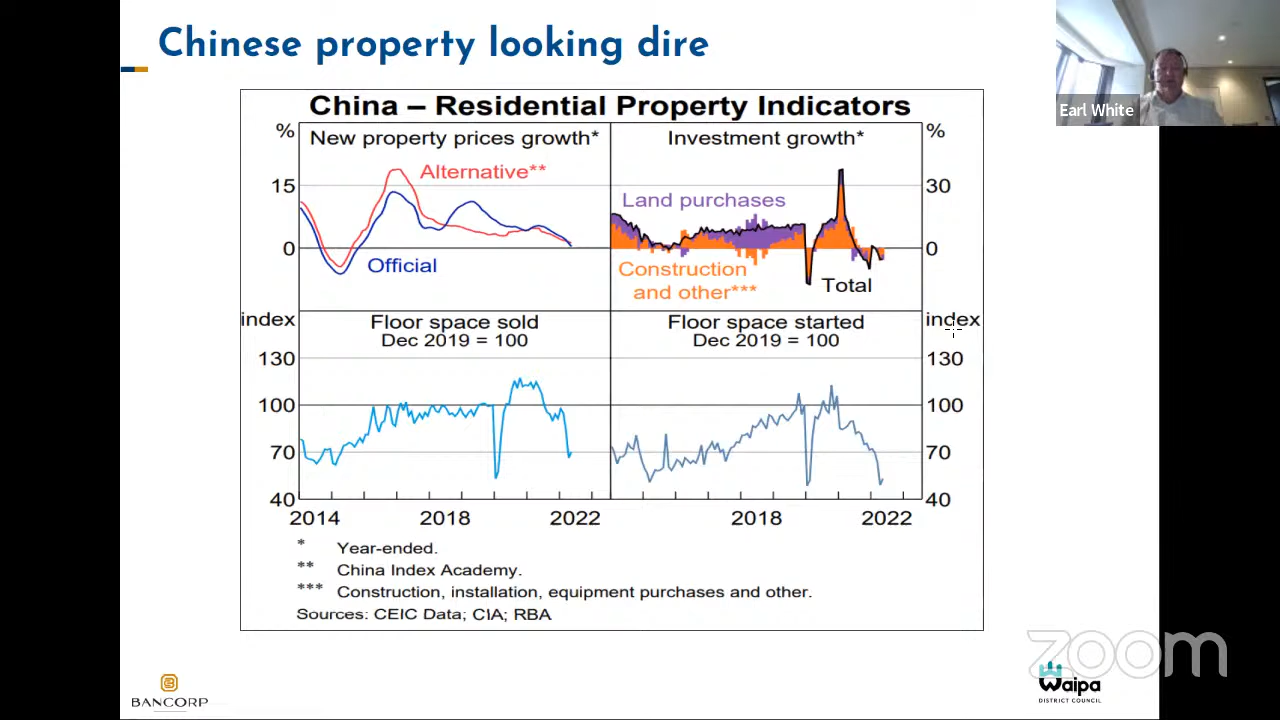 Chinese property looking dire
Earl White
China – Residential Property Indicators
% New property prices growth* Investment growth* %
Alternative**
15 30
Land purchases
0 0
Official
Construction
and other***
Total
index Floor space sold Floor space started index
Dec 2019 = 100 Dec 2019 = 100
130 130
100 100
70 70
40 40
2014 2018 2022 2018 2022
* Year-ended.
** China Index Academy.
*** Construction, installation, equipment purchases and other.
Sources: CEIC Data; CIA; RBA
zoom
BANCORP
Waipa
DISTRICT COUNCIL